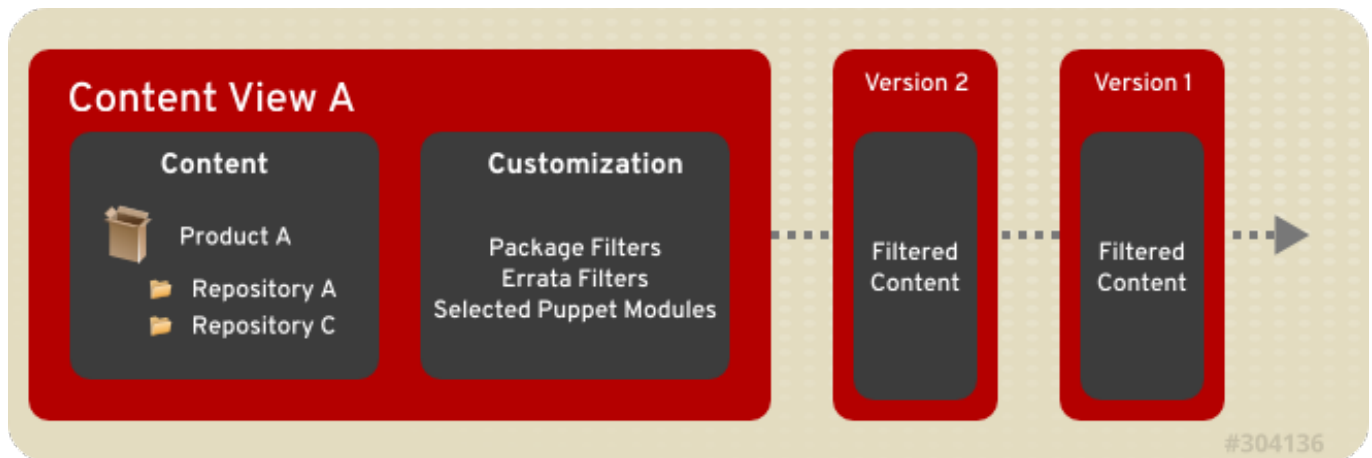 Content View A
Content
Product A
Repository A
Repository C
Customization
Package Filters
Errata Filters
Selected Puppet Modules
Version 2
Filtered
Content
Version 1
Filtered
Content
#304136